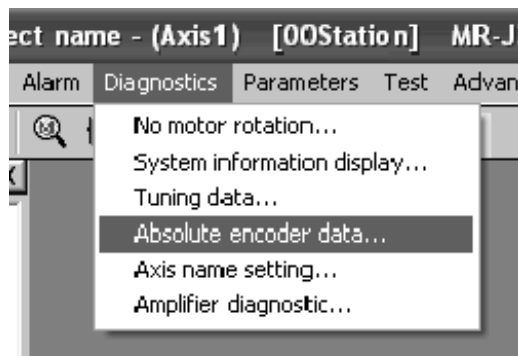 ect name - (Axis1) [00Station] MR-J
Alarm Diagnostics Parameters Test Advan
No motor rotation...
System information display...
Tuning data...
Absolute encoder data...
Axis name setting...
Amplifier diagnostic...